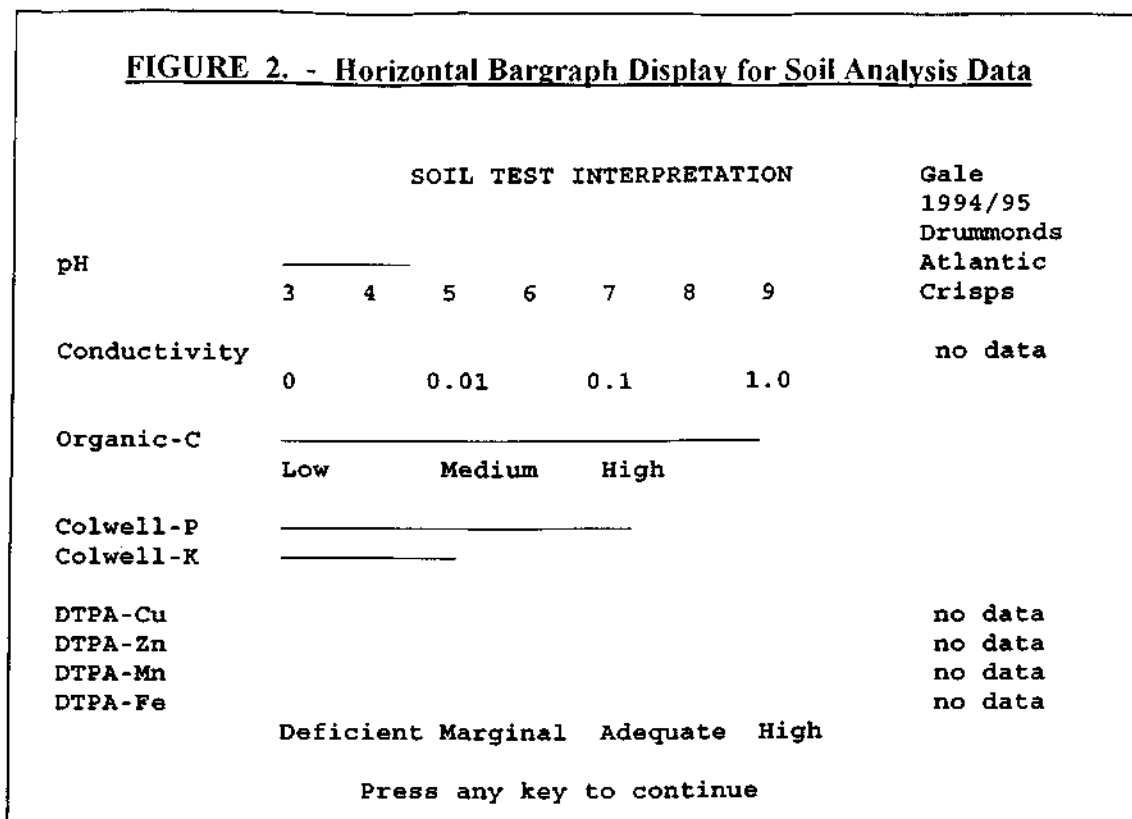 FIGURE 2. - Horizontal Bargraph Display for Soil Analysis Data
SOIL TEST INTERPRETATION Gale
1994/95
Drummonds
pH Atlantic
3 4 5 6 7 8 9 Crisps
Conductivity no data
0 0.01 0.1 1.0
Organic-C
Low Medium High
Colwell-P
Colwell-K
DTPA-Cu no data
DTPA-Zn no data
DTPA-Mn no data
DTPA-Fe no data
Deficient Marginal Adequate High
Press any key to continue